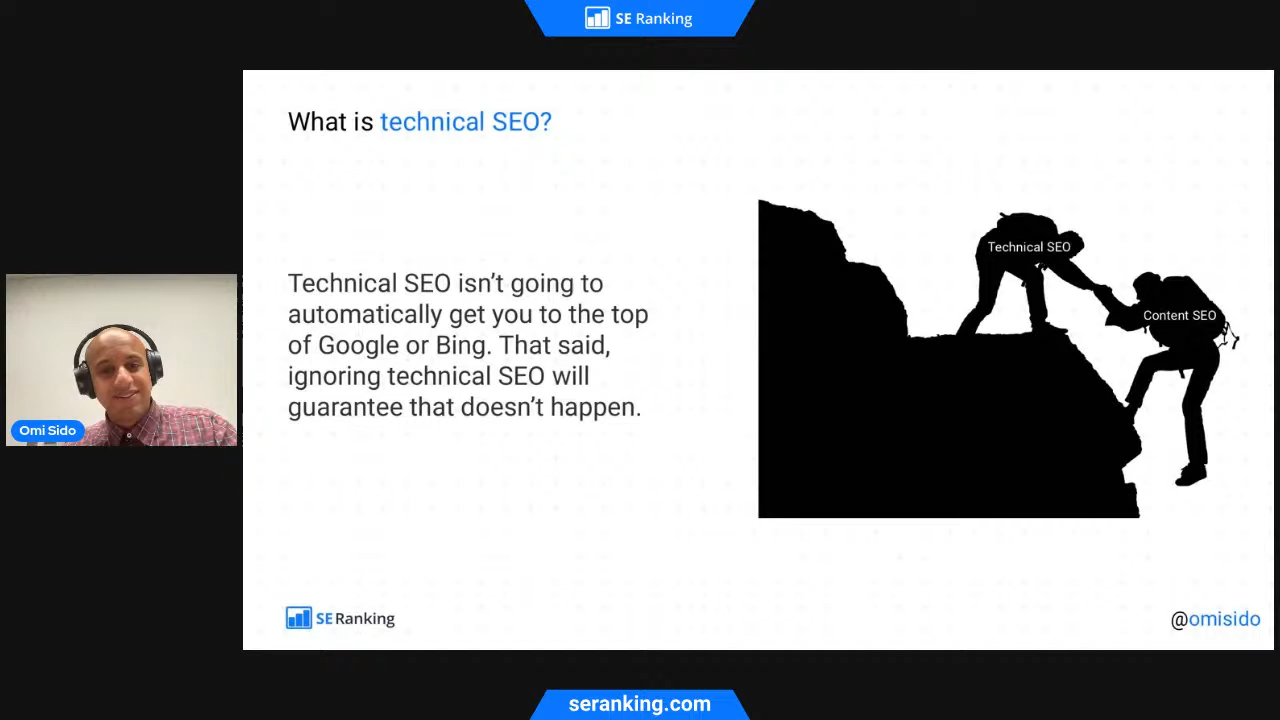 SE Ranking
What is technical SEO?
Technical SEO isn’t going to
automatically get you to the top
of Google or Bing. That said,
ignoring technical SEO will
guarantee that doesn’t happen.
Technical SEO
Content SEO
Omi Sido
SE Ranking
@omisido
seranking.com